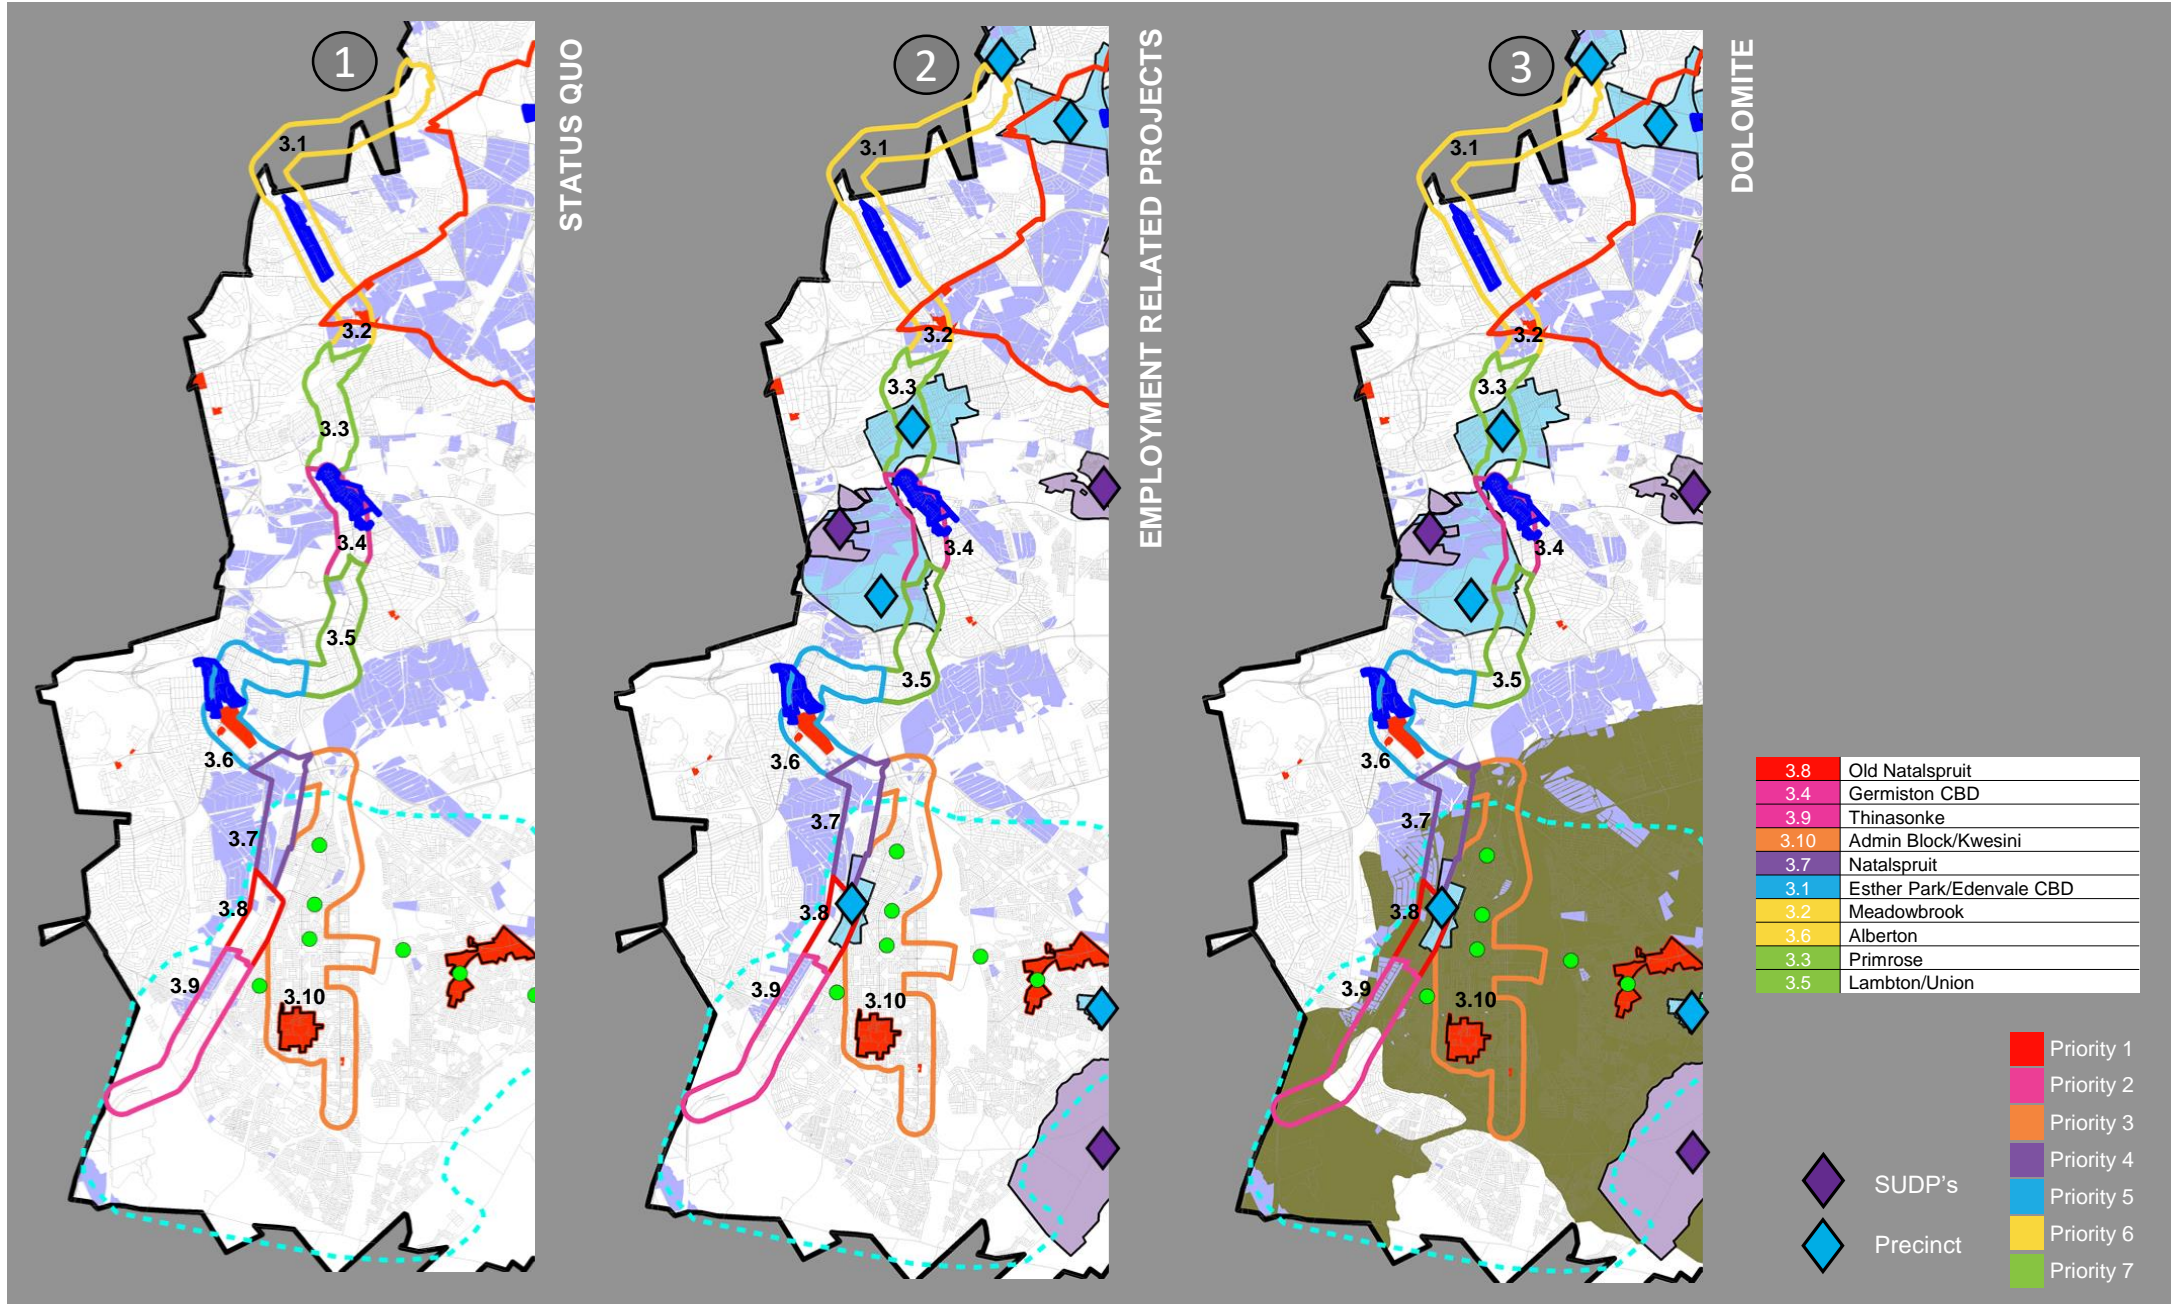 1
STATUS QUO
3.1
3.2
3.3
3.4
3.5
3.6
3.7
3.8
3.9
3.10
2
EMPLOYMENT RELATED PROJECTS
3.1
3.2
3.3
3.4
3.5
3.6
3.7
3.8
3.9
3.10
3
DOLOMITE
3.1
3.2
3.3
3.4
3.5
3.6
3.7
3.8
3.9
3.10
3.8 Old Natalspruit
3.4 Germiston CBD
3.9 Thinasonke
3.10 Admin Block/Kwesini
3.7 Natalspruit
3.1 Esther Park/Edenvale CBD
3.2 Meadowbrook
3.6 Alberton
3.3 Primrose
3.5 Lambton/Union
SUDP's
Precinct
Priority 1
Priority 2
Priority 3
Priority 4
Priority 5
Priority 6
Priority 7